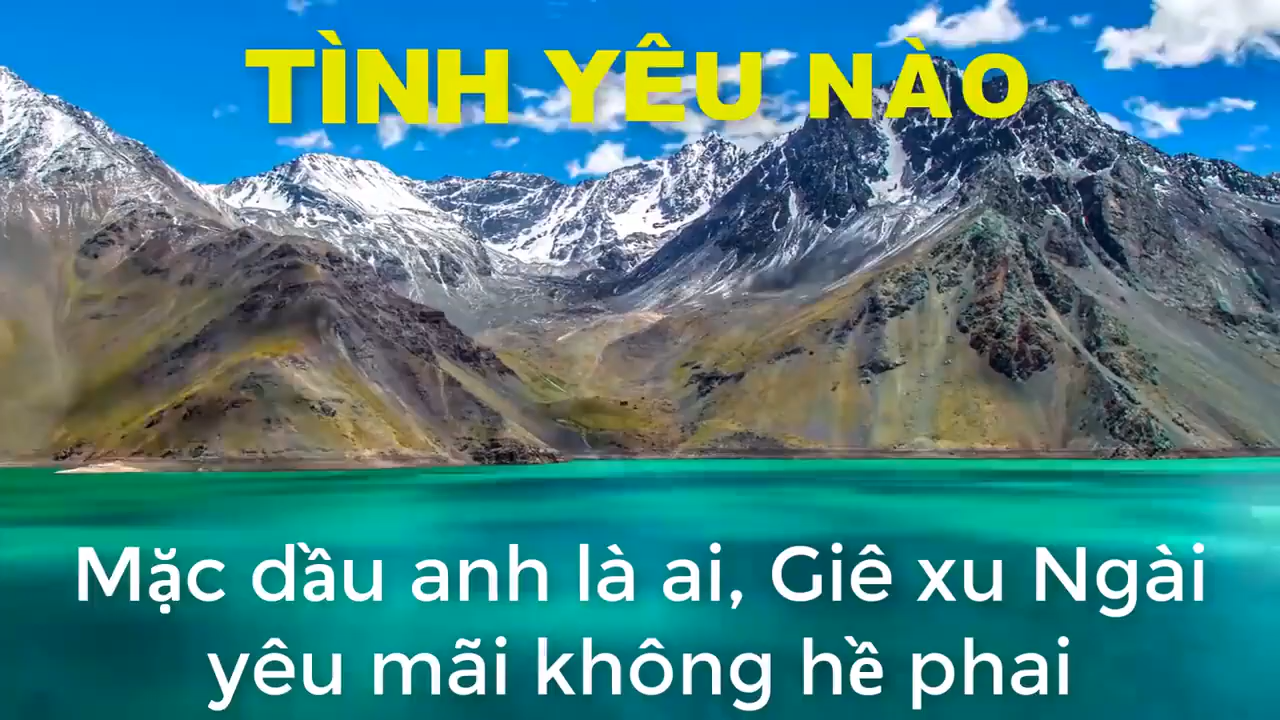 TÌNH YÊU NÀO
Mặc dầu anh là ai, Giê xu Ngài
yêu mãi không hề phai